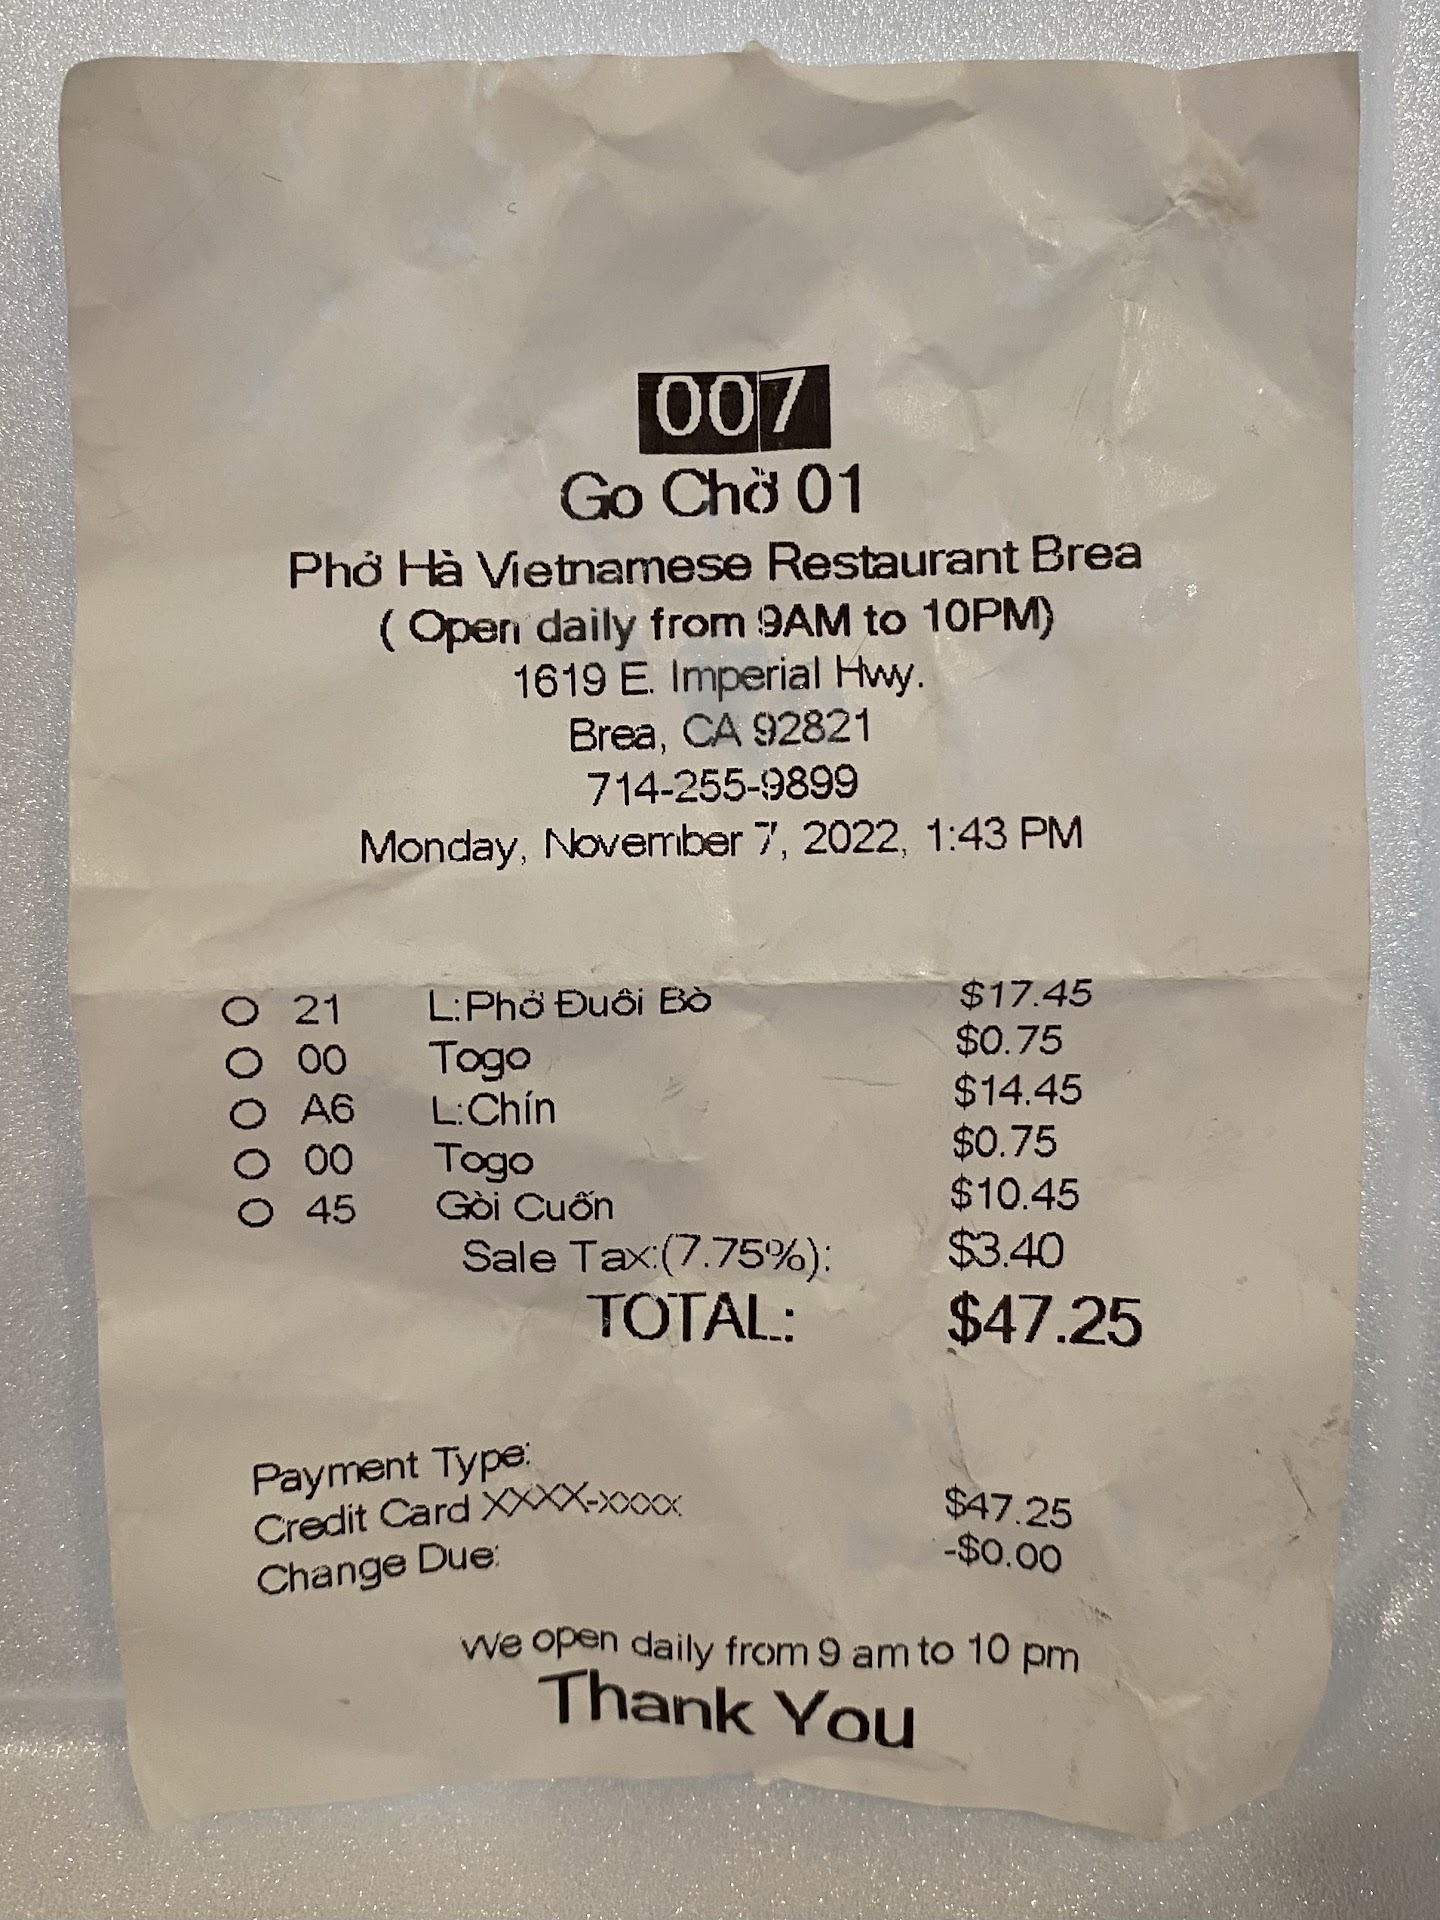 007
Go Chờ 01
Phở Hà Vietnamese Restaurant Brea
( Open daily from 9AM to 10PM)
1619 E. Imperial Hwy.
Brea, CA 92821
714-255-9899
Monday, November 7, 2022, 1:43 PM
O 21 L:Phở Đuôi Bò $17.45
O 00 Togo $0.75
O A6 L:Chín $14.45
O 00 Togo $0.75
O 45 Gỏi Cuốn $10.45
Sale Tax:(7.75%): $3.40
TOTAL: $47.25
Payment Type:
Credit Card XXXX-xxxx $47.25
Change Due: -$0.00
We open daily from 9 am to 10 pm
Thank You